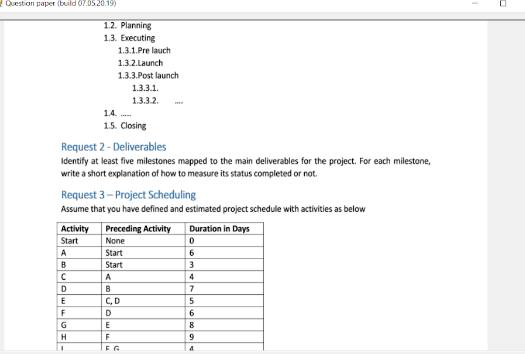 Question paper (build 07.05.20.19)
1.2. Planning
1.3. Executing
1.3.1.Pre lauch
1.3.2.Launch
1.3.3.Post launch
1.3.3.1.
1.3.3.2. ....
1.4. .....
1.5. Closing
Request 2 - Deliverables
Identify at least five milestones mapped to the main deliverables for the project. For each milestone,
write a short explanation of how to measure its status completed or not.
Request 3 – Project Scheduling
Assume that you have defined and estimated project schedule with activities as below
Activity Preceding Activity Duration in Days
Start None 0
A Start 6
B Start 3
C A 4
D B 7
E C, D 5
F D 6
G E 8
H F 9
I F, G 4